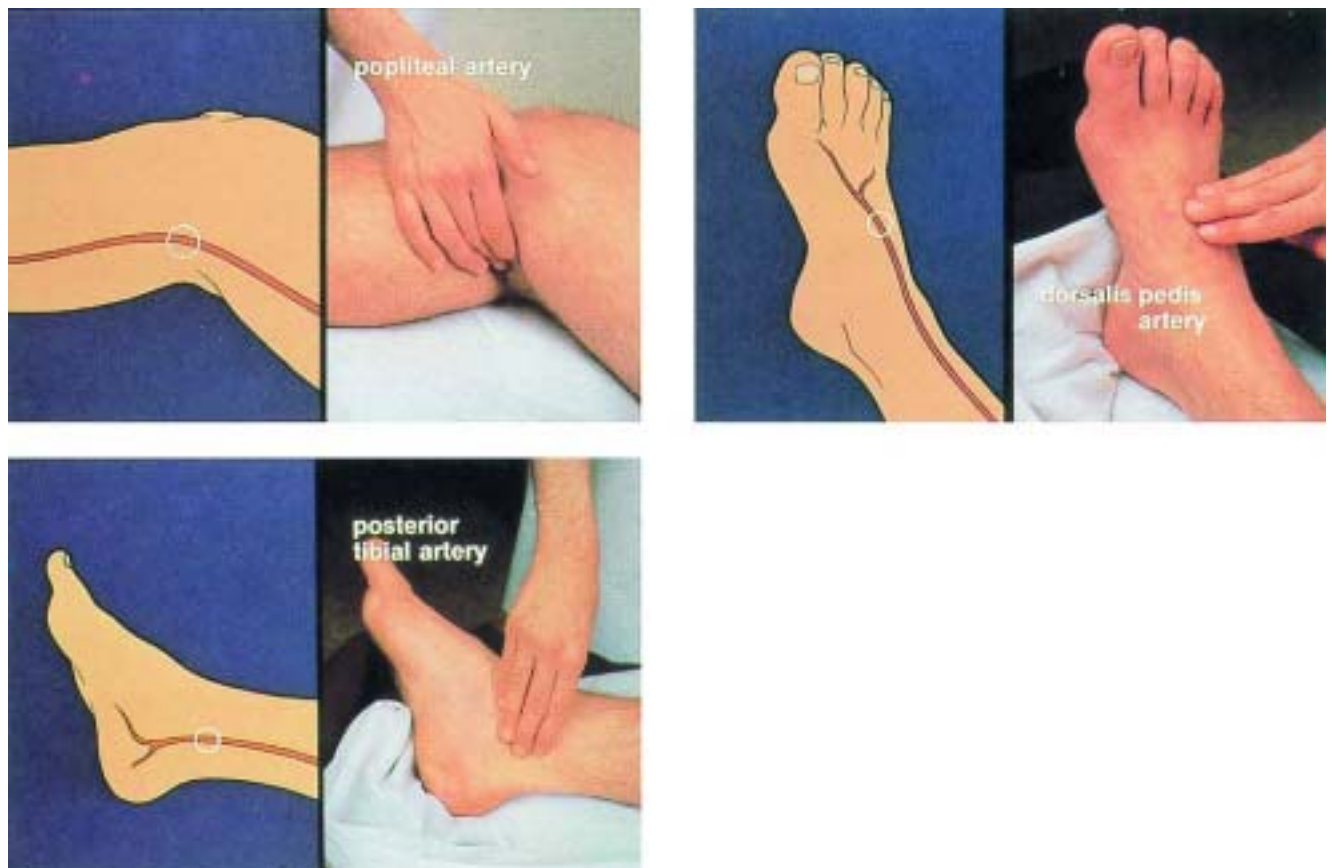 popliteal artery
dorsalis pedis
artery
posterior
tibial artery